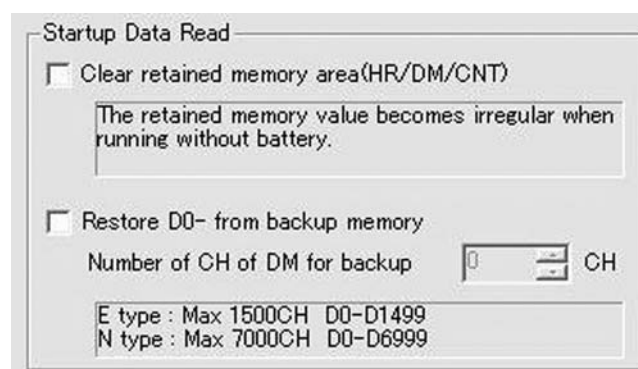 Startup Data Read
Clear retained memory area(HR/DM/CNT)
The retained memory value becomes irregular when
running without battery.
Restore D0- from backup memory
Number of CH of DM for backup 0 CH
E type : Max 1500CH D0-D1499
N type : Max 7000CH D0-D6999